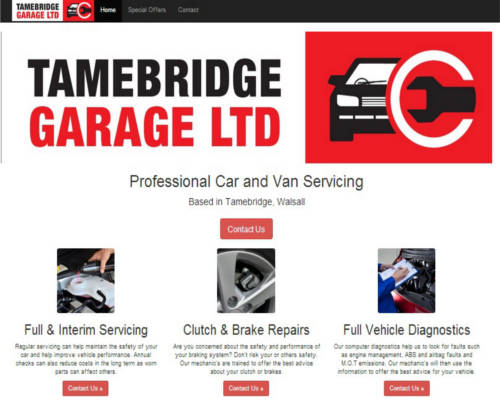 TAMEBRIDGE
GARAGE LTD
Home Special Offers Contact
TAMEBRIDGE
GARAGE LTD
Professional Car and Van Servicing
Based in Tamebridge, Walsall
Contact Us
Full & Interim Servicing
Regular servicing can help maintain the safety of your
car and help improve vehicle performance. Annual
checks can also reduce costs in the long term as worn
parts can affect others.
Contact Us »
Clutch & Brake Repairs
Are you concerned about the safety and performance of
your braking system? Don't risk your or others safety.
Our mechanic's are trained to offer the best advice
about your clutch or brakes.
Contact Us »
Full Vehicle Diagnostics
Our computer diagnostics help us to look for faults such
as engine management, ABS and airbag faults and
M.O.T emissions. Our mechanic's will then use the
information to offer the best advice for your vehicle.
Contact Us »